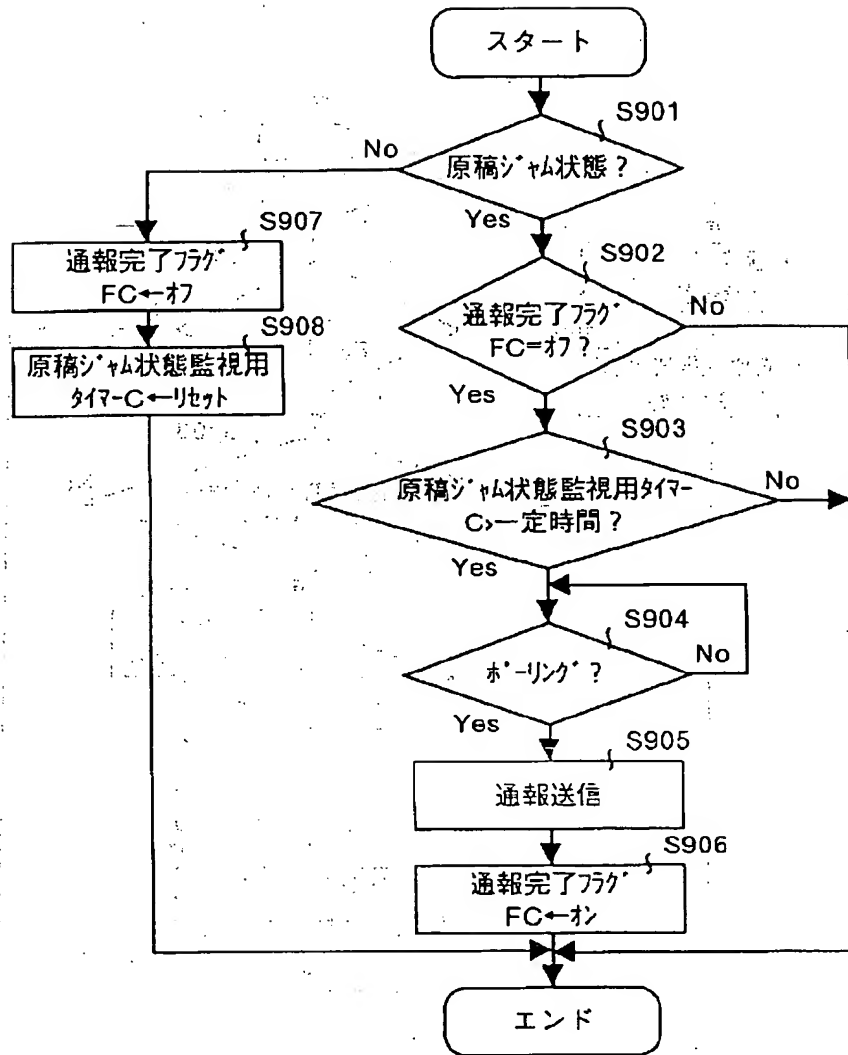 スタート
S901
原稿ジャム状態?
No
Yes
S907
通報完了フラグ
FC←オフ
S908
原稿ジャム状態監視用
タイマーC←リセット
S902
通報完了フラグ
FC=オフ?
No
Yes
S903
原稿ジャム状態監視用タイマー
C>一定時間?
No
Yes
S904
ポーリング?
No
Yes
S905
通報送信
S906
通報完了フラグ
FC←オン
エンド